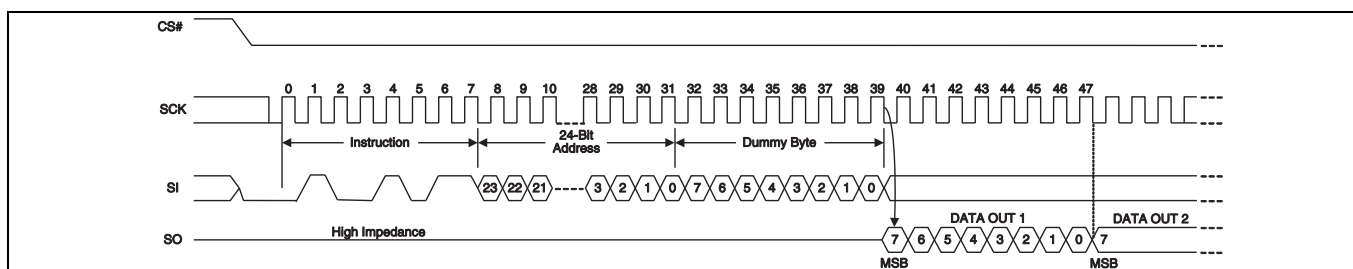 CS#
0 1 2 3 4 5 6 7 8 9 10 28 29 30 31 32 33 34 35 36 37 38 39 40 41 42 43 44 45 46 47
SCK
Instruction
24-Bit
Address
Dummy Byte
SI
23 22 21 3 2 1 0 7 6 5 4 3 2 1 0
DATA OUT 1
DATA OUT 2
SO
High Impedance
7 6 5 4 3 2 1 0 7
MSB
MSB